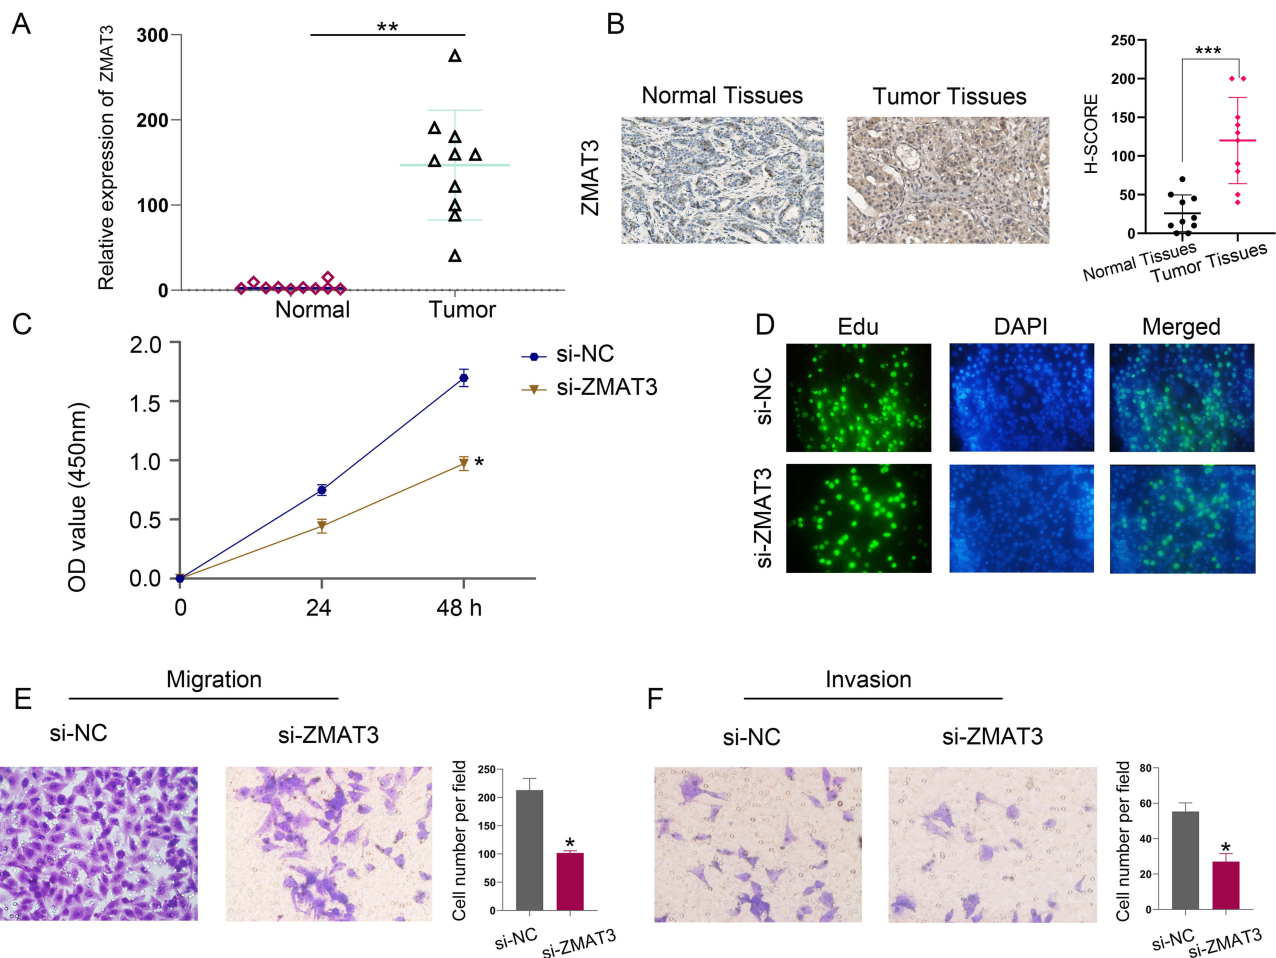 A
Relative expression of ZMAT3
300
200
100
0
**
Normal
Tumor
B
Normal Tissues
Tumor Tissues
ZMAT3
H-SCORE
250
200
150
100
50
0
***
Normal Tissues
Tumor Tissues
C
OD value (450nm)
2.0
1.5
1.0
0.5
0.0
0
24
48 h
*
si-NC
si-ZMAT3
D
Edu
DAPI
Merged
si-NC
si-ZMAT3
E
Migration
si-NC
si-ZMAT3
Cell number per field
250
200
150
100
50
0
*
si-NC
si-ZMAT3
F
Invasion
si-NC
si-ZMAT3
Cell number per field
80
60
40
20
0
*
si-NC
si-ZMAT3